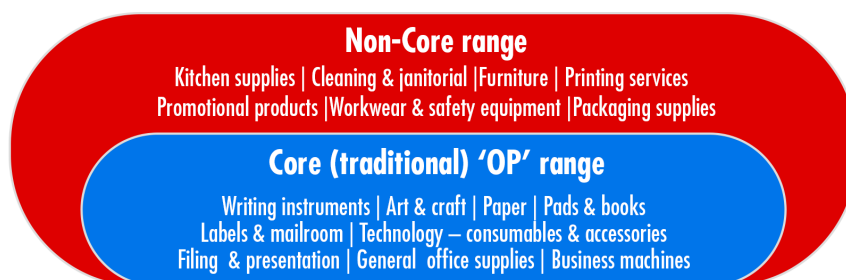 Non-Core range
Kitchen supplies | Cleaning & janitorial |Furniture | Printing services
Promotional products |Workwear & safety equipment |Packaging supplies
Core (traditional) ‘OP’ range
Writing instruments | Art & craft | Paper | Pads & books
Labels & mailroom | Technology – consumables & accessories
Filing & presentation | General office supplies | Business machines